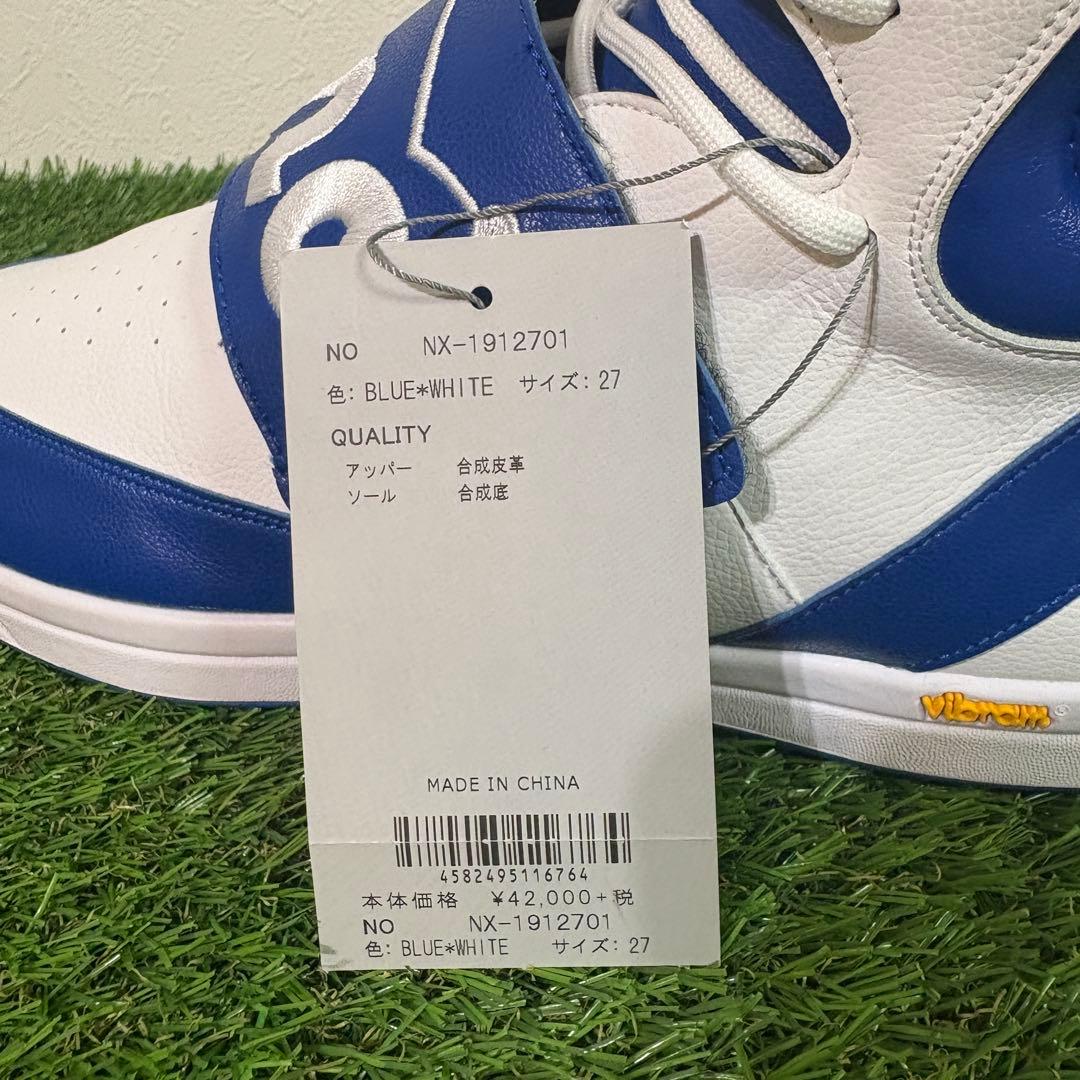 NO NX-1912701
色: BLUE*WHITE サイズ: 27
QUALITY
アッパー 合成皮革
ソール 合成底
MADE IN CHINA
4582495116764
本体価格 ¥42,000+税
NO NX-1912701
色: BLUE*WHITE サイズ: 27
vibram